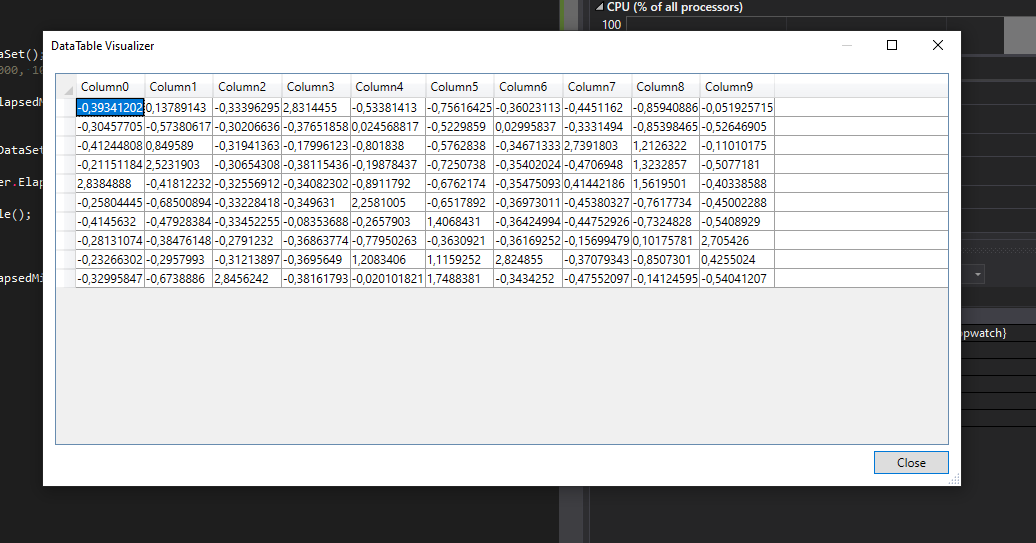 CPU (% of all processors)
100
DataTable Visualizer
aSet();
000, 10
lapsedM
DataSet
er.Elap
le();
apsedMi
opwatch}
Column0 Column1 Column2 Column3 Column4 Column5 Column6 Column7 Column8 Column9
-0,39341202 0,13789143 -0,33396295 2,8314455 -0,53381413 -0,75616425 -0,36023113 -0,4451162 -0,85940886 -0,051925715
-0,30457705 -0,57380617 -0,30206636 -0,37651858 0,024568817 -0,5229859 0,02995837 -0,3331494 -0,85398465 -0,52646905
-0,41244808 0,849589 -0,31941363 -0,17996123 -0,801838 -0,5762838 -0,34671333 2,7391803 1,2126322 -0,11010175
-0,21151184 2,5231903 -0,30654308 -0,38115436 -0,19878437 -0,7250738 -0,35402024 -0,4706948 1,3232857 -0,5077181
2,8384888 -0,41812232 -0,32556912 -0,34082302 -0,8911792 -0,6762174 -0,35475093 0,41442186 1,5619501 -0,40338588
-0,25804445 -0,68500894 -0,33228418 -0,349631 2,2581005 -0,6517892 -0,36973011 -0,45380327 -0,7617734 -0,45002288
-0,4145632 -0,47928384 -0,33452255 -0,08353688 -0,2657903 1,4068431 -0,36424994 -0,44752926 -0,7324828 -0,5408929
-0,28131074 -0,38476148 -0,2791232 -0,36863774 -0,77950263 -0,3630921 -0,36169252 -0,15699479 0,10175781 2,705426
-0,23266302 -0,2957993 -0,31213897 -0,3695649 1,2083406 1,1159252 2,824855 -0,37079343 -0,8507301 0,4255024
-0,32995847 -0,6738886 2,8456242 -0,38161793 -0,020101821 1,7488381 -0,3434252 -0,47552097 -0,14124595 -0,54041207
Close